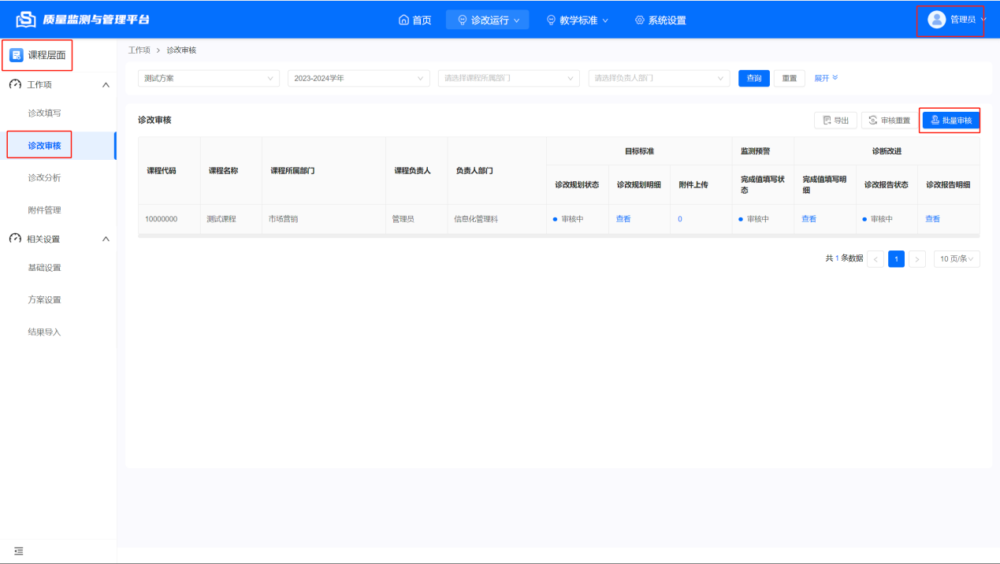 质量监测与管理平台
首页
诊改运行
教学标准
系统设置
管理员
课程层面
工作项
诊改填写
诊改审核
诊改分析
附件管理
相关设置
基础设置
方案设置
结果导入
工作项 > 诊改审核
测试方案
2023-2024学年
请选择课程所属部门
请选择负责人部门
查询
重置
展开
诊改审核
导出
审核重置
批量审核
课程代码
课程名称
课程所属部门
课程负责人
负责人部门
目标标准
监测预警
诊断改进
诊改规划状态
诊改规划明细
附件上传
完成值填写状
态
完成值填写明
细
诊改报告状态
诊改报告明细
10000000
测试课程
市场营销
管理员
信息化管理科
审核中
查看
0
审核中
查看
审核中
查看
共 1 条数据
<
1
>
10 页/条